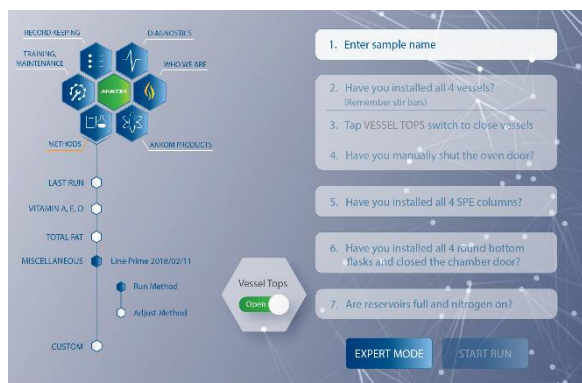 RECORD KEEPING
DIAGNOSTICS
TRAINING,
MAINTENANCE
WHO WE ARE
ANKOM
METHODS
ANKOM PRODUCTS
LAST RUN
VITAMIN A, E, D
TOTAL FAT
MISCELLANEOUS
Line Prime 2018/02/11
Run Method
Adjust Method
CUSTOM
Vessel Tops
Open
1. Enter sample name
2. Have you installed all 4 vessels?
(Remember stir bars)
3. Tap VESSEL TOPS switch to close vessels
4. Have you manually shut the oven door?
5. Have you installed all 4 SPE columns?
6. Have you installed all 4 round bottom
flasks and closed the chamber door?
7. Are reservoirs full and nitrogen on?
EXPERT MODE
START RUN